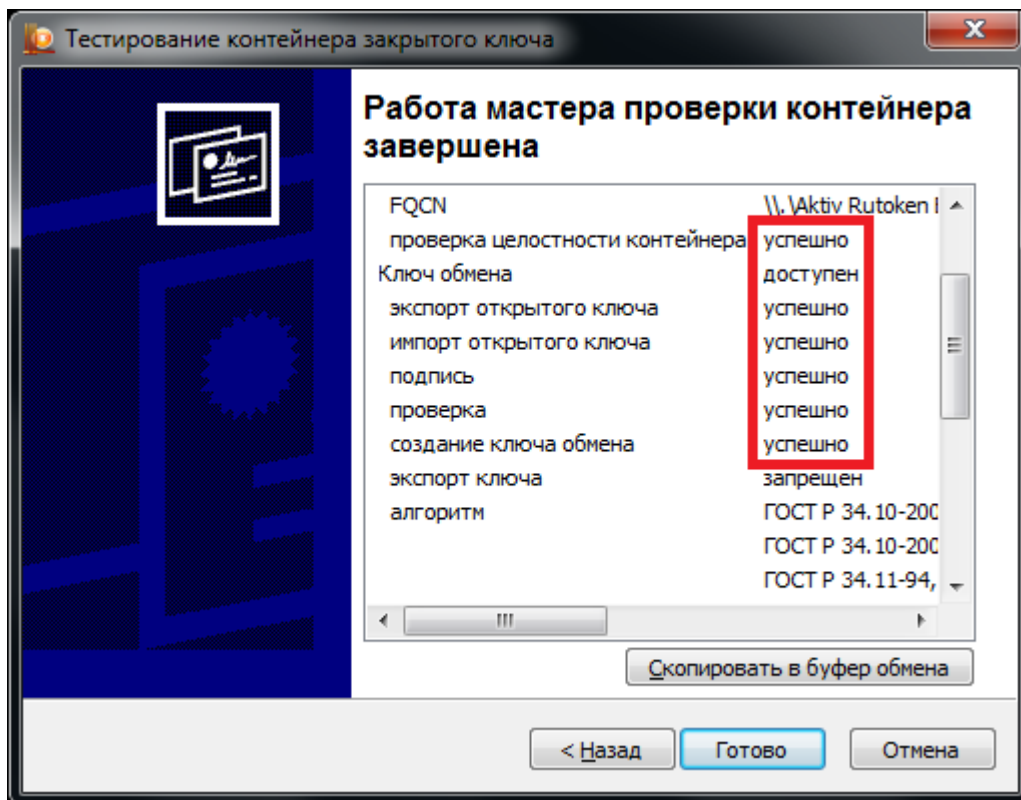 Тестирование контейнера закрытого ключа
Работа мастера проверки контейнера
завершена
FQCN \\.\Aktiv Rutoken
проверка целостности контейнера успешно
Ключ обмена доступен
экспорт открытого ключа успешно
импорт открытого ключа успешно
подпись успешно
проверка успешно
создание ключа обмена успешно
экспорт ключа запрещен
алгоритм ГОСТ Р 34.10-200
ГОСТ Р 34.10-200
ГОСТ Р 34.11-94,
Скопировать в буфер обмена
< Назад Готово Отмена